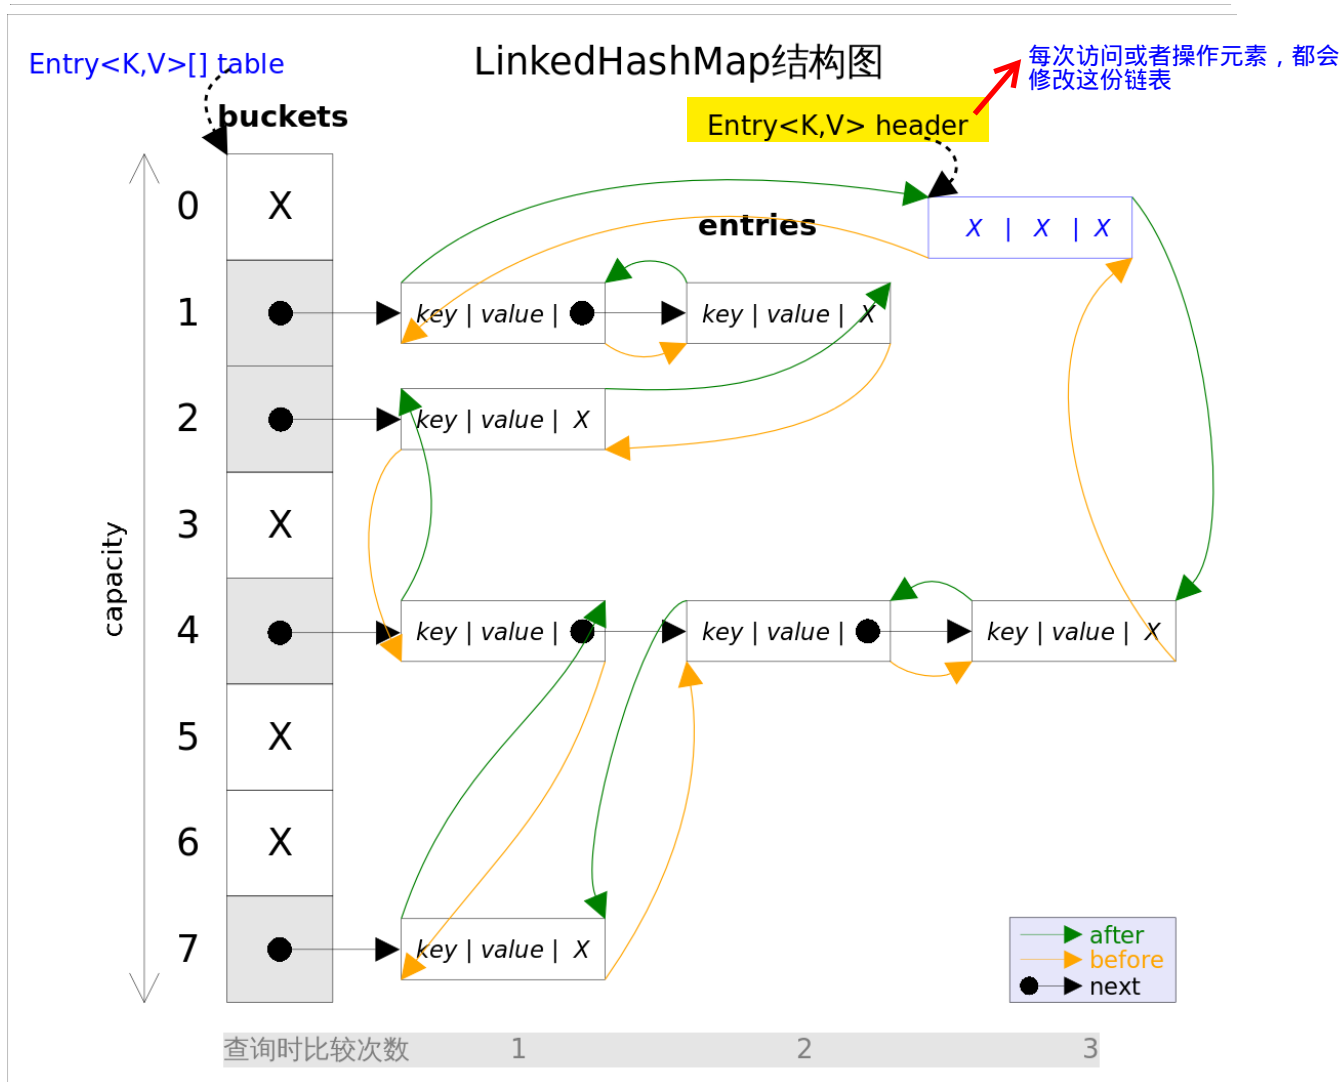 LinkedHashMap结构图
Entry<K,V>[] table
每次访问或者操作元素，都会
修改这份链表
buckets
Entry<K,V> header
0 X
entries
X | X | X
1 key | value | key | value | X
2 key | value | X
3 X
capacity
4 key | value | key | value | key | value | X
5 X
6 X
7 key | value | X
after
before
next
查询时比较次数 1 2 3